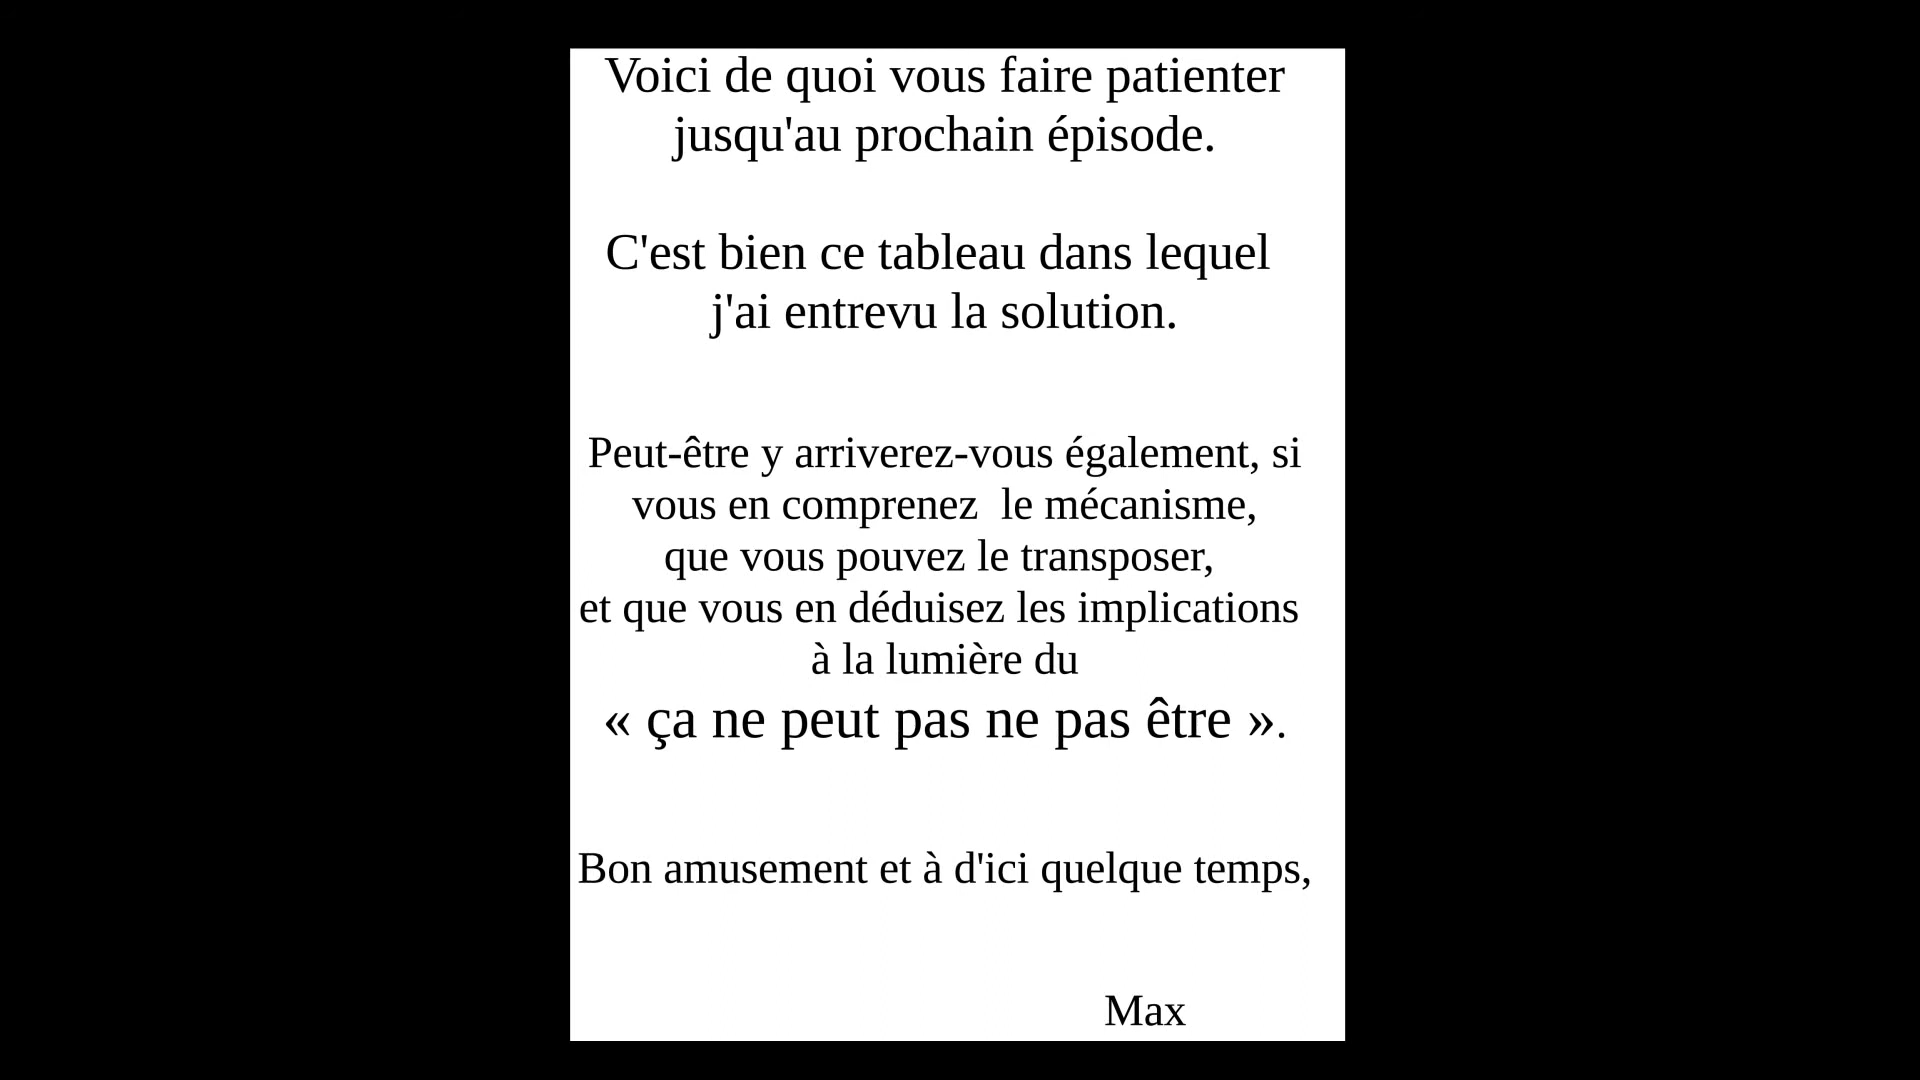 Voici de quoi vous faire patienter
jusqu'au prochain épisode.
C'est bien ce tableau dans lequel
j'ai entrevu la solution.
Peut-être y arriverez-vous également, si
vous en comprenez  le mécanisme,
que vous pouvez le transposer,
et que vous en déduisez les implications
à la lumière du
« ça ne peut pas ne pas être ».
Bon amusement et à d'ici quelque temps,
Max